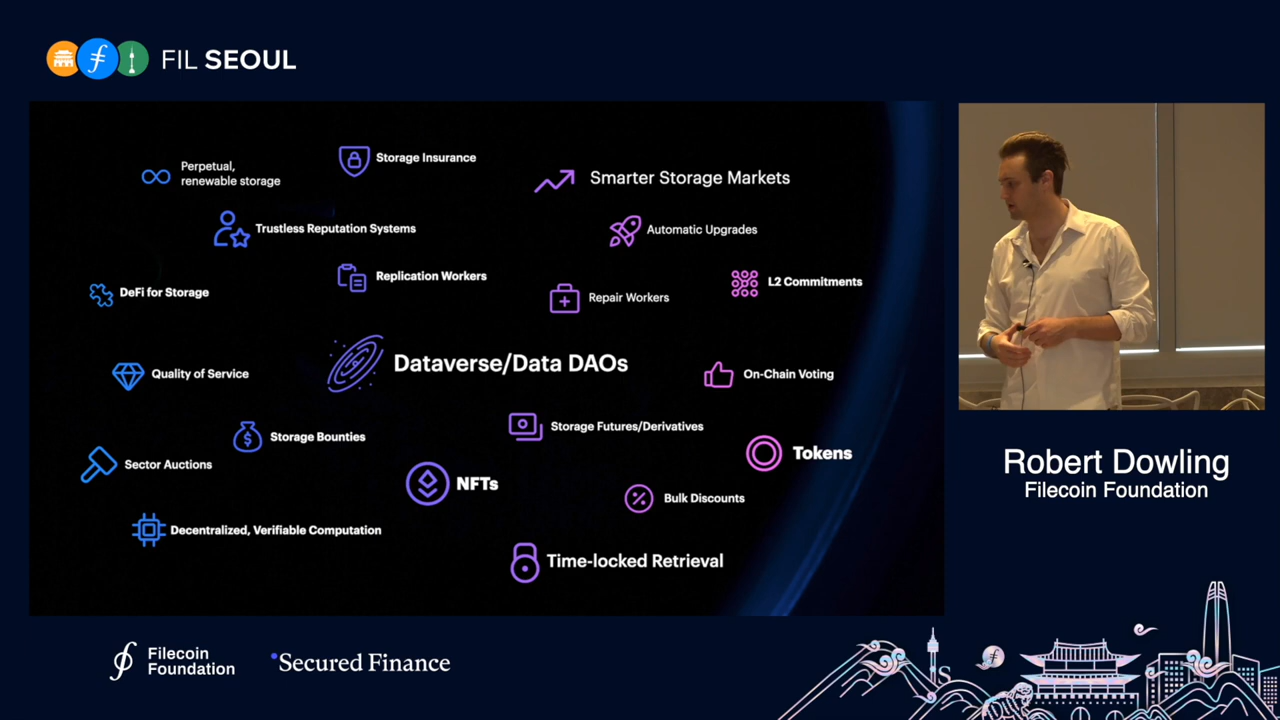 FIL SEOUL
Perpetual,
renewable storage
Storage Insurance
Smarter Storage Markets
Trustless Reputation Systems
Automatic Upgrades
DeFi for Storage
Replication Workers
Repair Workers
L2 Commitments
Dataverse/Data DAOs
Quality of Service
On-Chain Voting
Storage Bounties
Storage Futures/Derivatives
Sector Auctions
Tokens
NFTs
Bulk Discounts
Decentralized, Verifiable Computation
Time-locked Retrieval
Robert Dowling
Filecoin Foundation
Filecoin
Foundation
Secured Finance